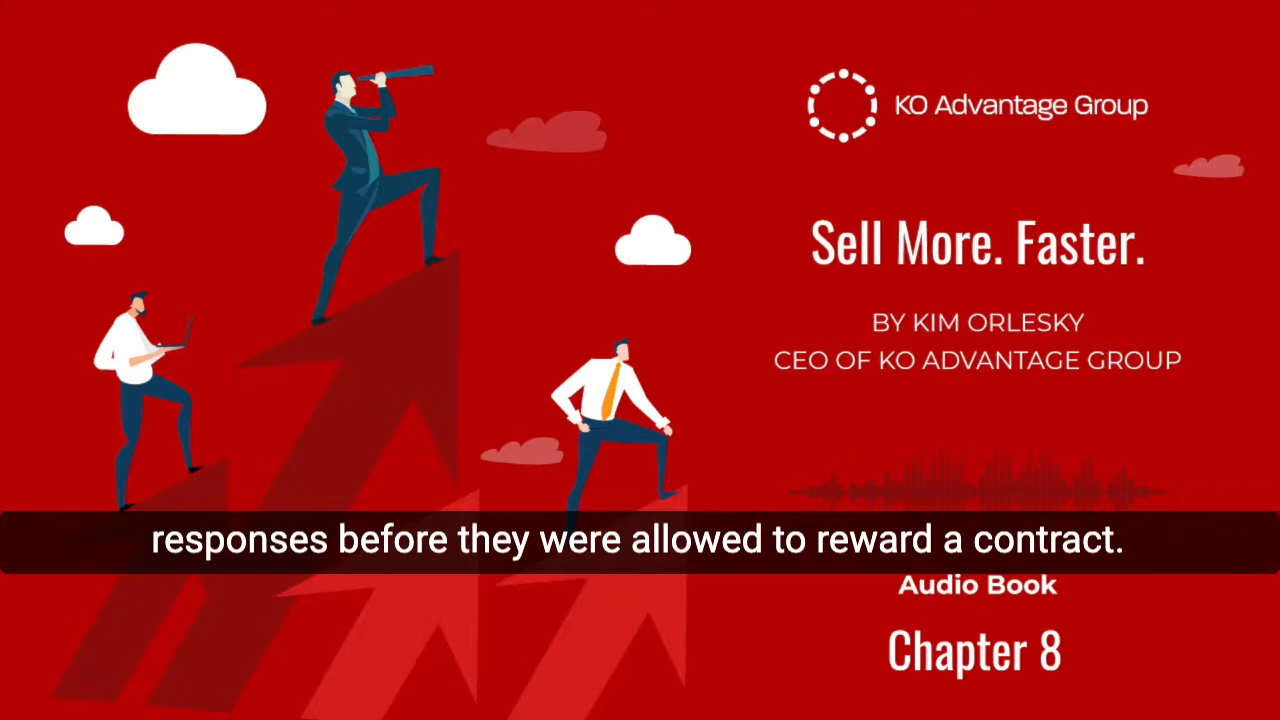 KO Advantage Group
Sell More. Faster.
BY KIM ORLESKY
CEO OF KO ADVANTAGE GROUP
responses before they were allowed to reward a contract.
Audio Book
Chapter 8